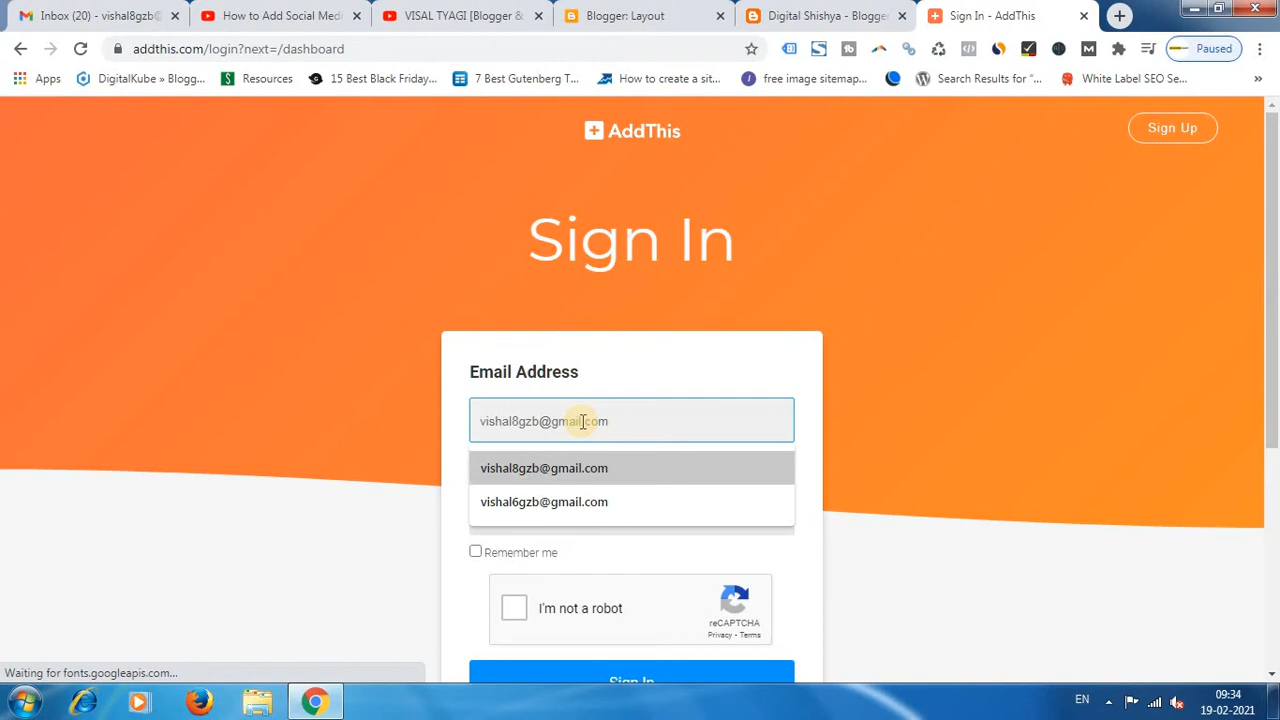 Inbox (20) - vishal8gzb@
How to Add Social Medi
VISAL TYAGI [Blogger &
Blogger: Layout
Digital Shishya - Blogger
Sign In - AddThis
addthis.com/login?next=/dashboard
Paused
Apps
DigitalKube » Blogg...
Resources
15 Best Black Friday...
7 Best Gutenberg T...
How to create a sit...
free image sitemap...
Search Results for “...
White Label SEO Se...
»
AddThis
Sign Up
Sign In
Email Address
vishal8gzb@gmail.com
vishal8gzb@gmail.com
vishal6gzb@gmail.com
Remember me
I'm not a robot
reCAPTCHA
Privacy - Terms
Sign In
Waiting for fonts.googleapis.com...
EN
09:34
19-02-2021